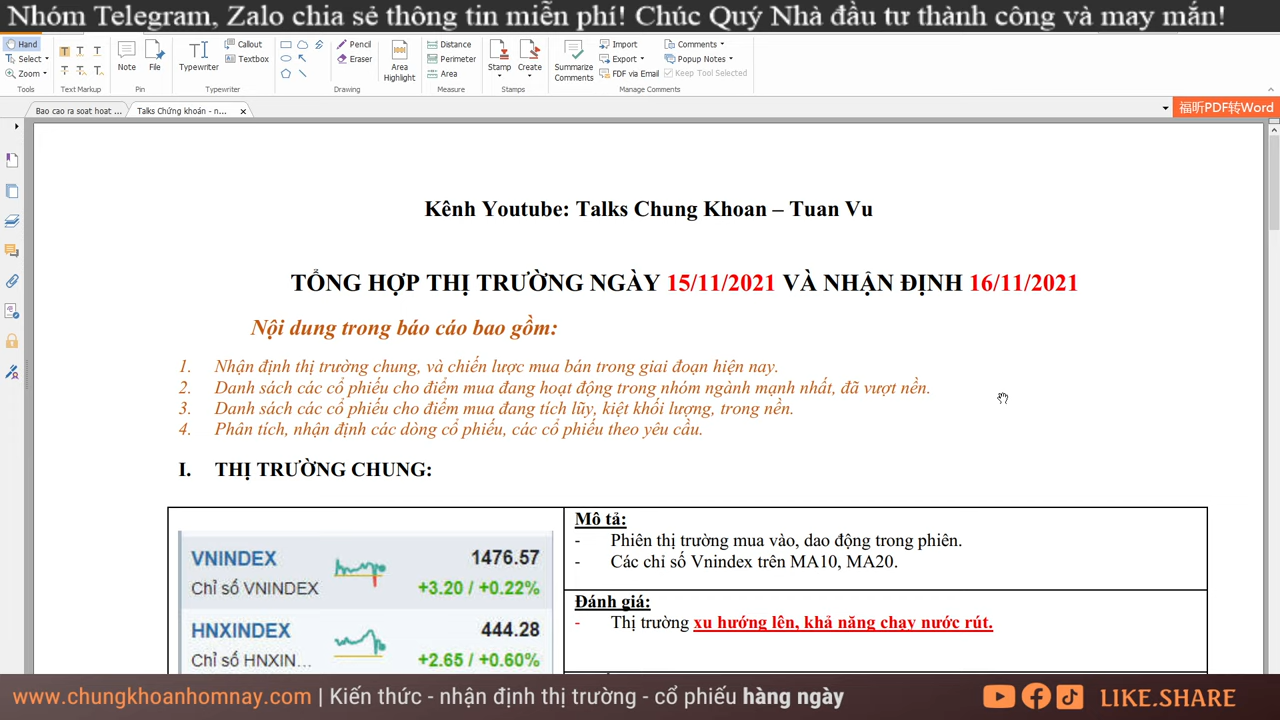 Nhóm Telegram, Zalo chia sẻ thông tin miễn phí! Chúc Quý Nhà đầu tư thành công và may mắn!
Hand
Select
Zoom
Tools
Text Markup
Note
File
Pin
Typewriter
Callout
Textbox
Typewriter
Pencil
Eraser
Area Highlight
Drawing
Distance
Perimeter
Area
Measure
Stamp
Create
Stamps
Summarize Comments
Import
Export
FDF via Email
Comments
Popup Notes
Keep Tool Selected
Manage Comments
Bao cao ra soat hoat ...
Talks Chứng khoán - n...
福昕PDF转Word
Kênh Youtube: Talks Chung Khoan – Tuan Vu
TỔNG HỢP THỊ TRƯỜNG NGÀY 15/11/2021 VÀ NHẬN ĐỊNH 16/11/2021
Nội dung trong báo cáo bao gồm:
1. Nhận định thị trường chung, và chiến lược mua bán trong giai đoạn hiện nay.
2. Danh sách các cổ phiếu cho điểm mua đang hoạt động trong nhóm ngành mạnh nhất, đã vượt nền.
3. Danh sách các cổ phiếu cho điểm mua đang tích lũy, kiệt khối lượng, trong nền.
4. Phân tích, nhận định các dòng cổ phiếu, các cổ phiếu theo yêu cầu.
I. THỊ TRƯỜNG CHUNG:
VNINDEX 1476.57
Chỉ số VNINDEX +3.20 / +0.22%
HNXINDEX 444.28
Chỉ số HNXIN... +2.65 / +0.60%
Mô tả:
- Phiên thị trường mua vào, dao động trong phiên.
- Các chỉ số Vnindex trên MA10, MA20.
Đánh giá:
- Thị trường xu hướng lên, khả năng chạy nước rút.
www.chungkhoanhomnay.com | Kiến thức - nhận định thị trường - cổ phiếu hàng ngày
LIKE.SHARE